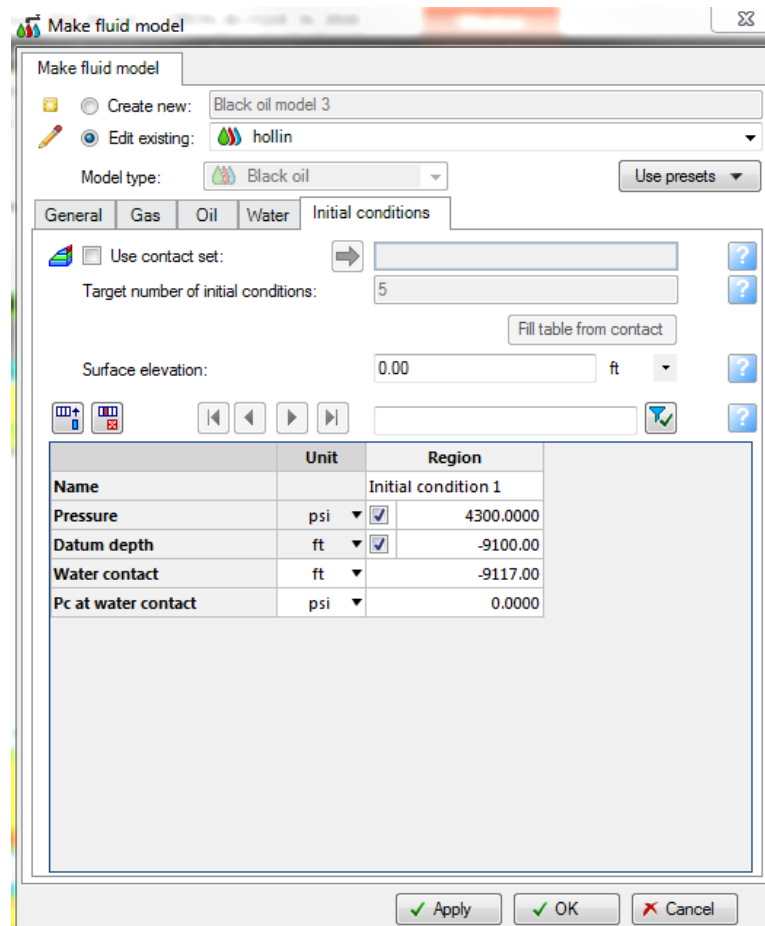 Make fluid model
Make fluid model
Create new: Black oil model 3
Edit existing: hollin
Model type: Black oil Use presets
General Gas Oil Water Initial conditions
Use contact set: ?
Target number of initial conditions: 5 ?
Fill table from contact
Surface elevation: 0.00 ft ?
?
Unit Region
Name Initial condition 1
Pressure psi 4300.0000
Datum depth ft -9100.00
Water contact ft -9117.00
Pc at water contact psi 0.0000
Apply OK Cancel